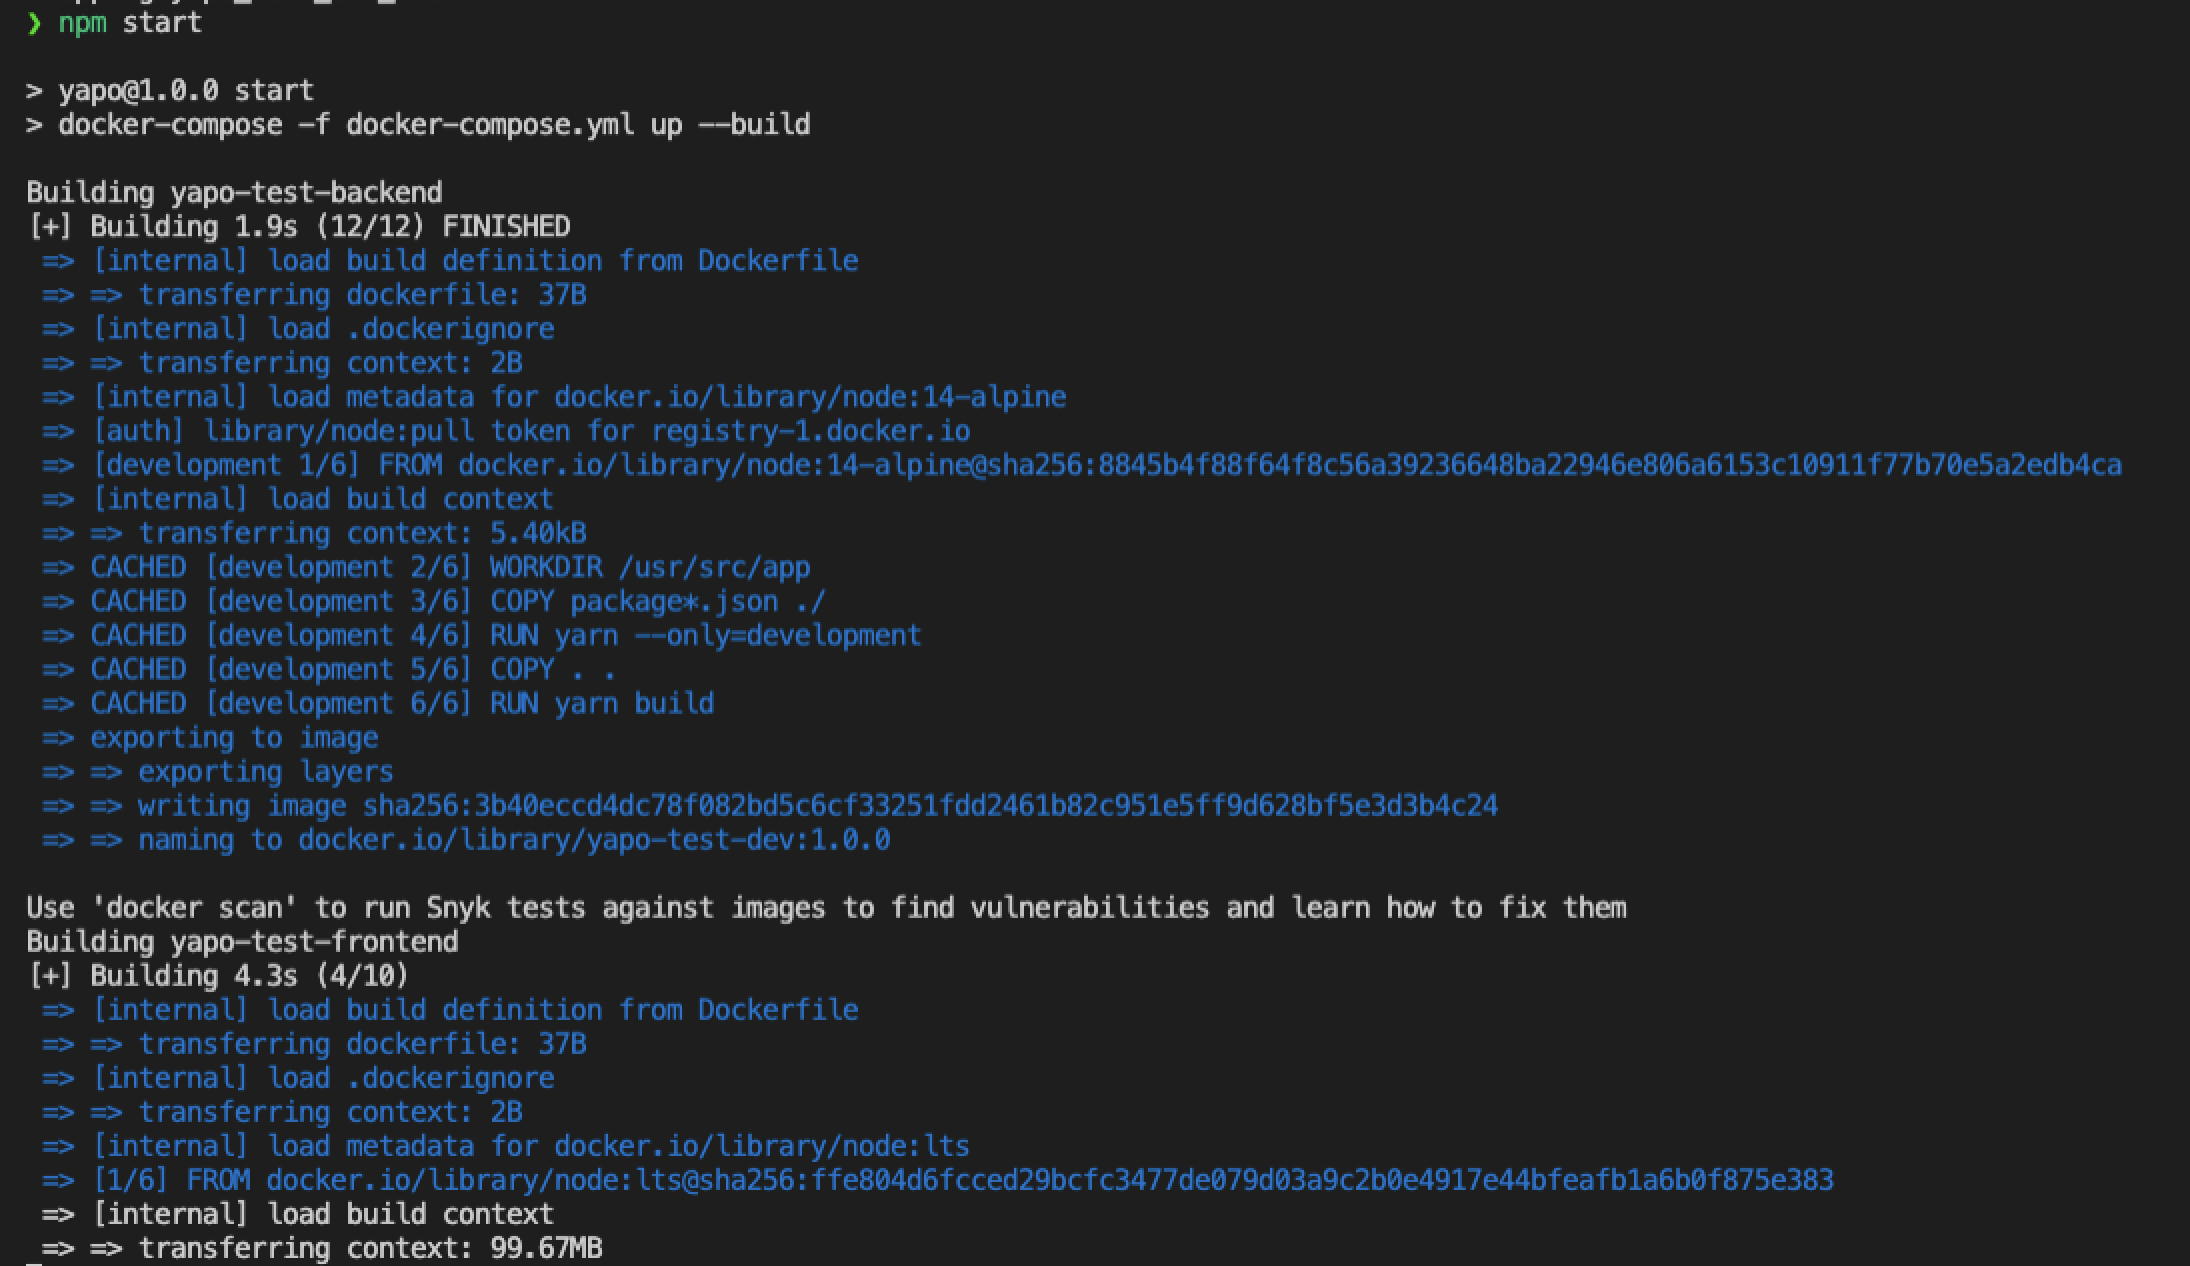 ❯ npm start
> yapo@1.0.0 start
> docker-compose -f docker-compose.yml up --build
Building yapo-test-backend
[+] Building 1.9s (12/12) FINISHED
=> [internal] load build definition from Dockerfile
=> => transferring dockerfile: 37B
=> [internal] load .dockerignore
=> => transferring context: 2B
=> [internal] load metadata for docker.io/library/node:14-alpine
=> [auth] library/node:pull token for registry-1.docker.io
=> [development 1/6] FROM docker.io/library/node:14-alpine@sha256:8845b4f88f64f8c56a39236648ba22946e806a6153c10911f77b70e5a2edb4ca
=> [internal] load build context
=> => transferring context: 5.40kB
=> CACHED [development 2/6] WORKDIR /usr/src/app
=> CACHED [development 3/6] COPY package*.json ./
=> CACHED [development 4/6] RUN yarn --only=development
=> CACHED [development 5/6] COPY . .
=> CACHED [development 6/6] RUN yarn build
=> exporting to image
=> => exporting layers
=> => writing image sha256:3b40eccd4dc78f082bd5c6cf33251fdd2461b82c951e5ff9d628bf5e3d3b4c24
=> => naming to docker.io/library/yapo-test-dev:1.0.0
Use 'docker scan' to run Snyk tests against images to find vulnerabilities and learn how to fix them
Building yapo-test-frontend
[+] Building 4.3s (4/10)
=> [internal] load build definition from Dockerfile
=> => transferring dockerfile: 37B
=> [internal] load .dockerignore
=> => transferring context: 2B
=> [internal] load metadata for docker.io/library/node:lts
=> [1/6] FROM docker.io/library/node:lts@sha256:ffe804d6fcced29bcfc3477de079d03a9c2b0e4917e44bfeafb1a6b0f875e383
=> [internal] load build context
=> => transferring context: 99.67MB